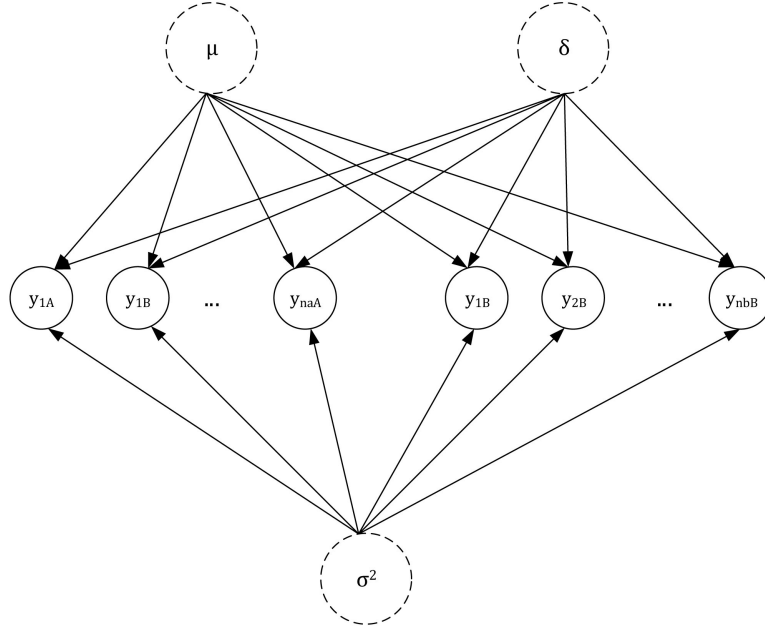 μ δ
y1A y1B ... ynaA y1B y2B ... ynbB
σ²